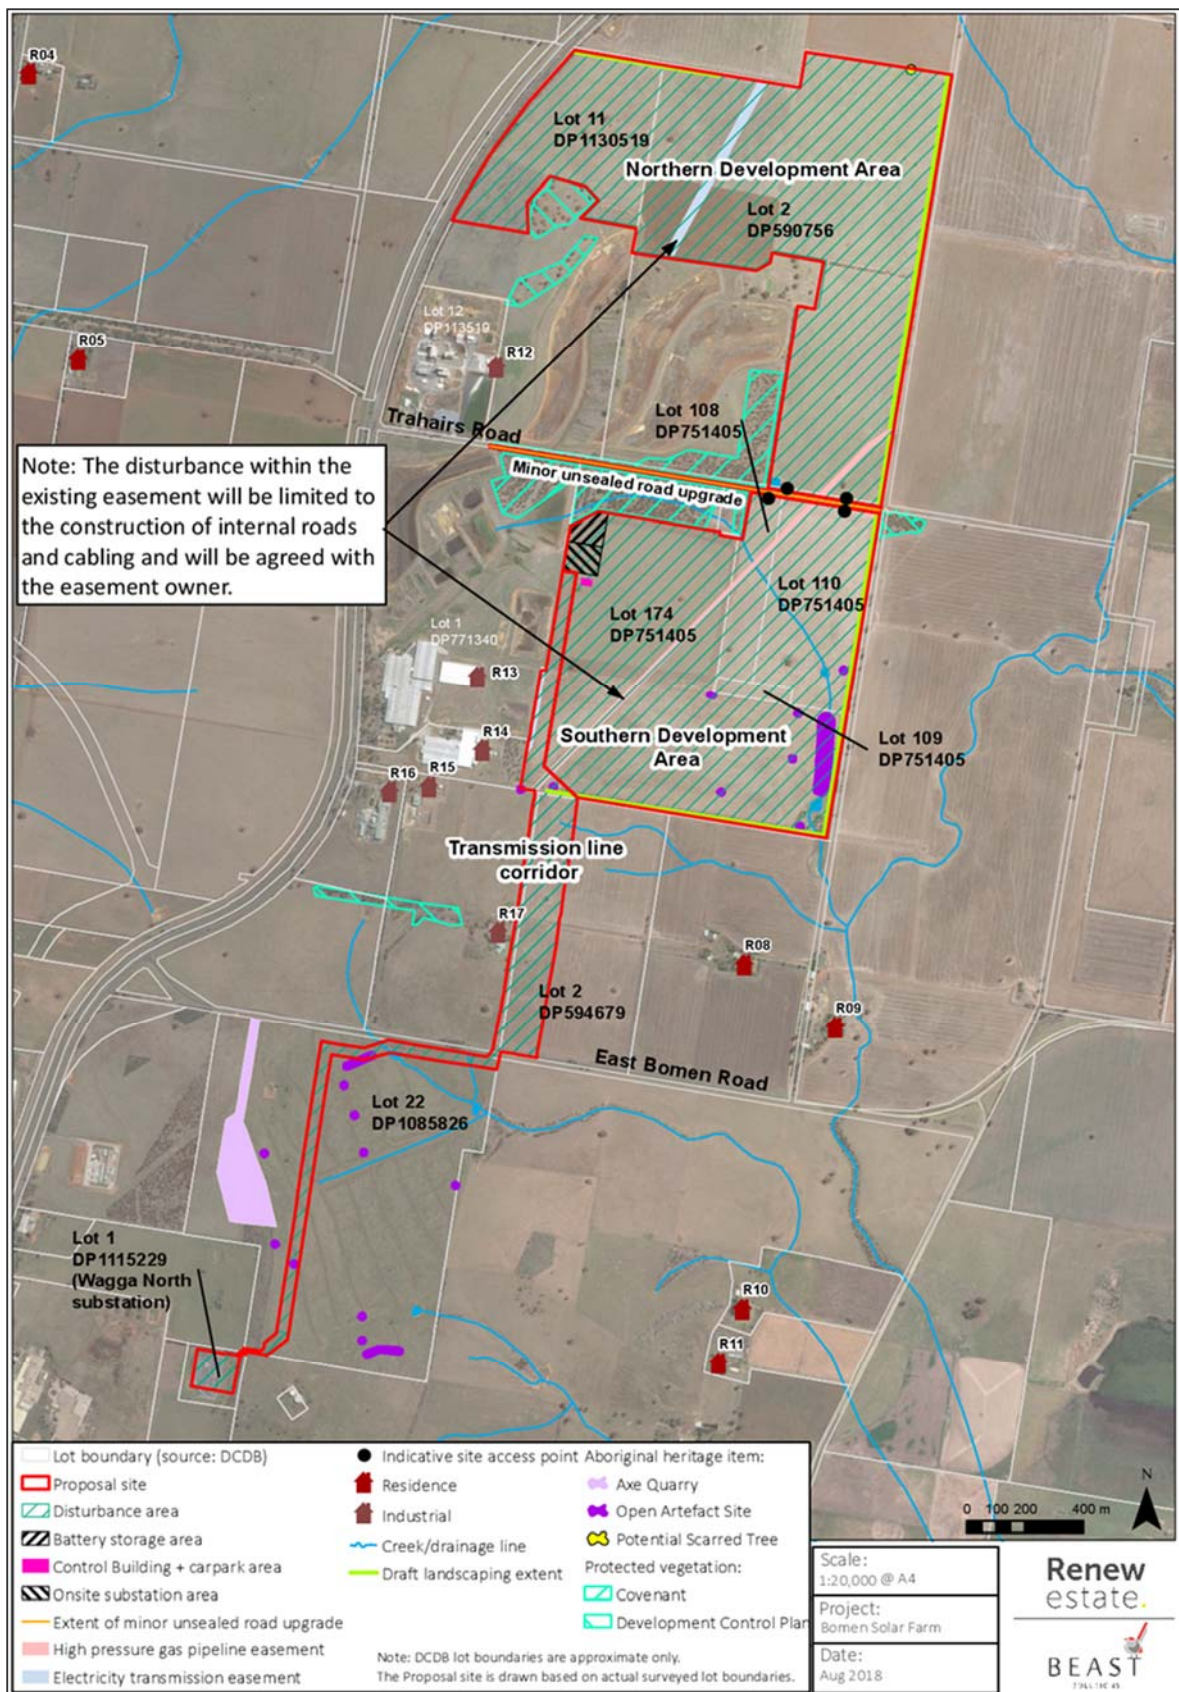 R04
Lot 11
DP1130519
Northern Development Area
Lot 2
DP590756
Lot 12
DP113519
R05
R12
Lot 108
DP751405
Trahairs Road
Minor unsealed road upgrade
Note: The disturbance within the
existing easement will be limited to
the construction of internal roads
and cabling and will be agreed with
the easement owner.
Lot 110
DP751405
Lot 174
DP751405
Lot 1
DP771340
R13
R14
Southern Development
Area
Lot 109
DP751405
R16
R15
Transmission line
corridor
R17
R08
Lot 2
DP594679
R09
East Bomen Road
Lot 22
DP1085826
Lot 1
DP1115229
(Wagga North
substation)
R10
R11
N
0 100 200 400 m
Lot boundary (source: DCDB)
Proposal site
Disturbance area
Battery storage area
Control Building + carpark area
Onsite substation area
Extent of minor unsealed road upgrade
High pressure gas pipeline easement
Electricity transmission easement
Indicative site access point
Residence
Industrial
Creek/drainage line
Draft landscaping extent
Aboriginal heritage item:
Axe Quarry
Open Artefact Site
Potential Scarred Tree
Protected vegetation:
Covenant
Development Control Plan
Note: DCDB lot boundaries are approximate only.
The Proposal site is drawn based on actual surveyed lot boundaries.
Scale:
1:20,000 @ A4
Project:
Bomen Solar Farm
Date:
Aug 2018
Renew
estate.
BEAST